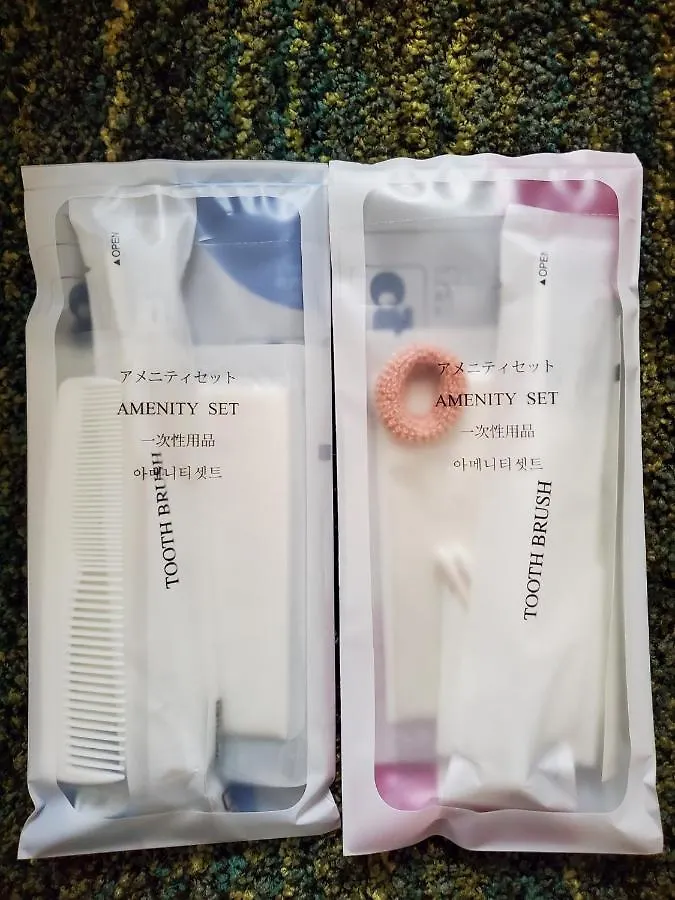 ▲OPEN
アメニティセット
AMENITY SET
一次性用品
아메니티셋트
TOOTH BRUSH
▲OPEN
アメニティセット
AMENITY SET
一次性用品
아메니티셋트
TOOTH BRUSH